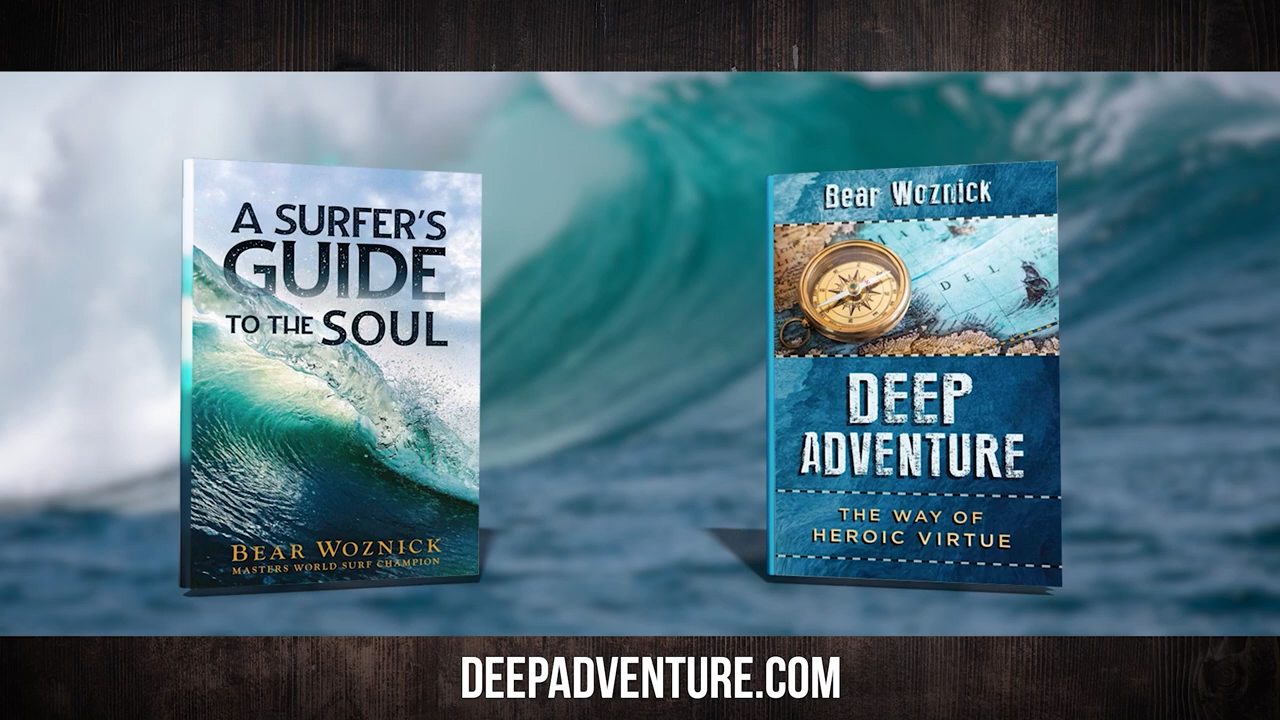 A SURFER'S
GUIDE
TO THE SOUL
BEAR WOZNICK
MASTERS WORLD SURF CHAMPION
Bear Woznick
DEL
DEEP
ADVENTURE
THE WAY OF
HEROIC VIRTUE
DEEPADVENTURE.COM